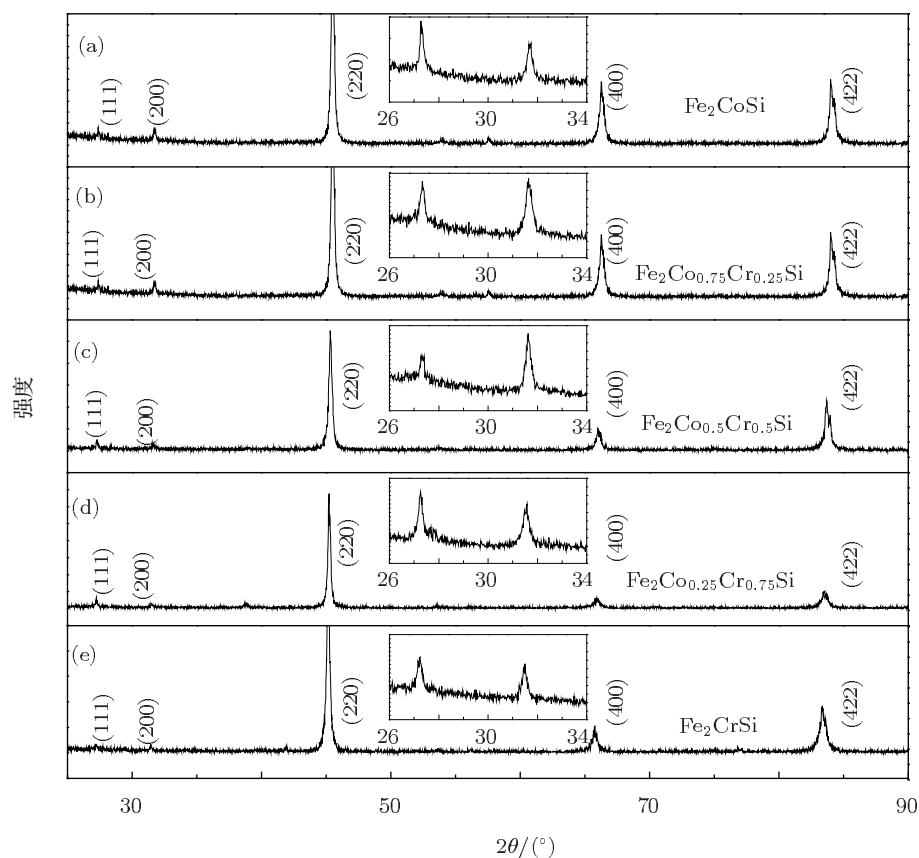 (a)
(111)
(200)
(220)
(400)
(422)
Fe₂CoSi
26 30 34
(b)
(111)
(200)
(220)
(400)
(422)
Fe₂Co₀.₇₅Cr₀.₂₅Si
26 30 34
(c)
(111)
(200)
(220)
(400)
(422)
Fe₂Co₀.₅Cr₀.₅Si
26 30 34
(d)
(111)
(200)
(220)
(400)
(422)
Fe₂Co₀.₂₅Cr₀.₇₅Si
26 30 34
(e)
(111)
(200)
(220)
(400)
(422)
Fe₂CrSi
26 30 34
强度
30 50 70 90
2θ/(°)